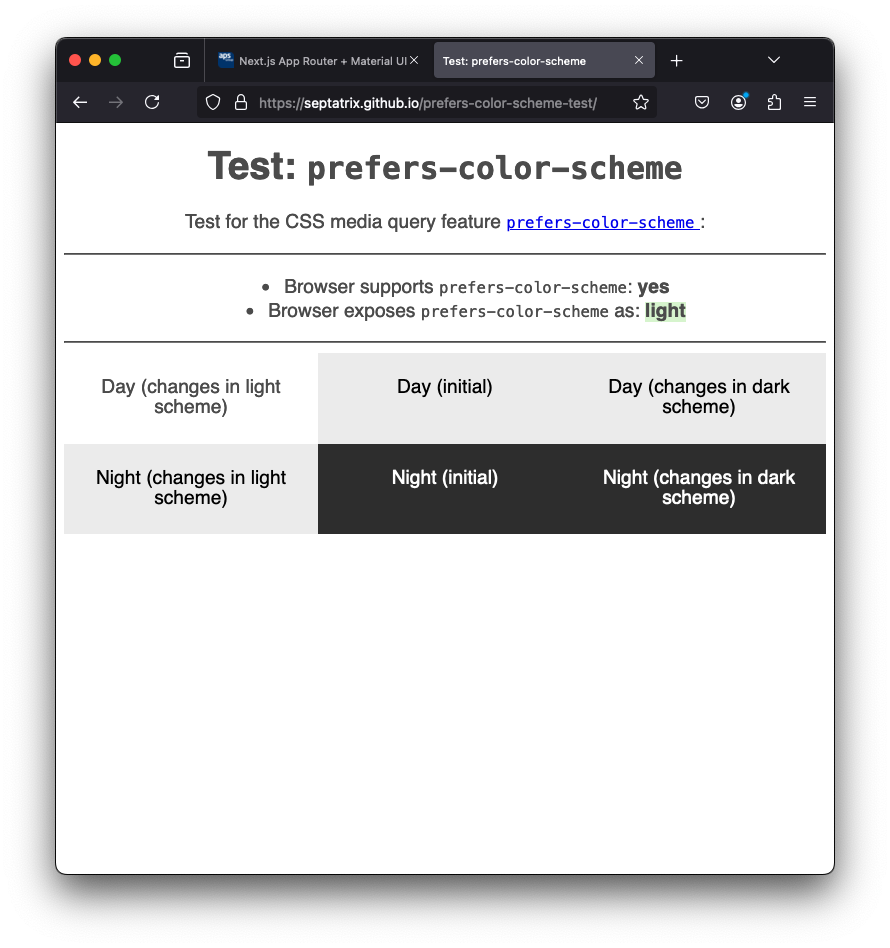 aps
Next.js App Router + Material UI
Test: prefers-color-scheme
https://septatrix.github.io/prefers-color-scheme-test/
Test: prefers-color-scheme
Test for the CSS media query feature prefers-color-scheme :
• Browser supports prefers-color-scheme: yes
• Browser exposes prefers-color-scheme as: light
Day (changes in light
scheme)
Day (initial)
Day (changes in dark
scheme)
Night (changes in light
scheme)
Night (initial)
Night (changes in dark
scheme)